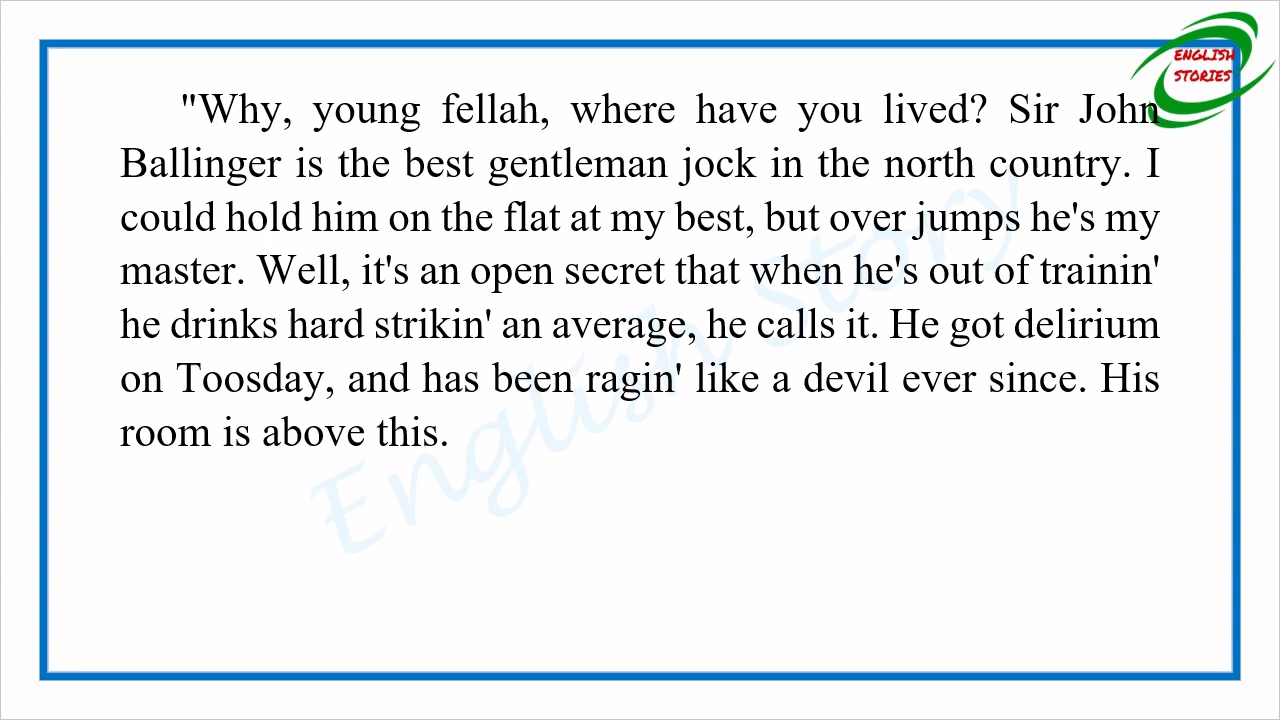 ENGLISH
STORIES
"Why, young fellah, where have you lived? Sir John
Ballinger is the best gentleman jock in the north country. I
could hold him on the flat at my best, but over jumps he's my
master. Well, it's an open secret that when he's out of trainin'
he drinks hard strikin' an average, he calls it. He got delirium
on Toosday, and has been ragin' like a devil ever since. His
room is above this.
English Story